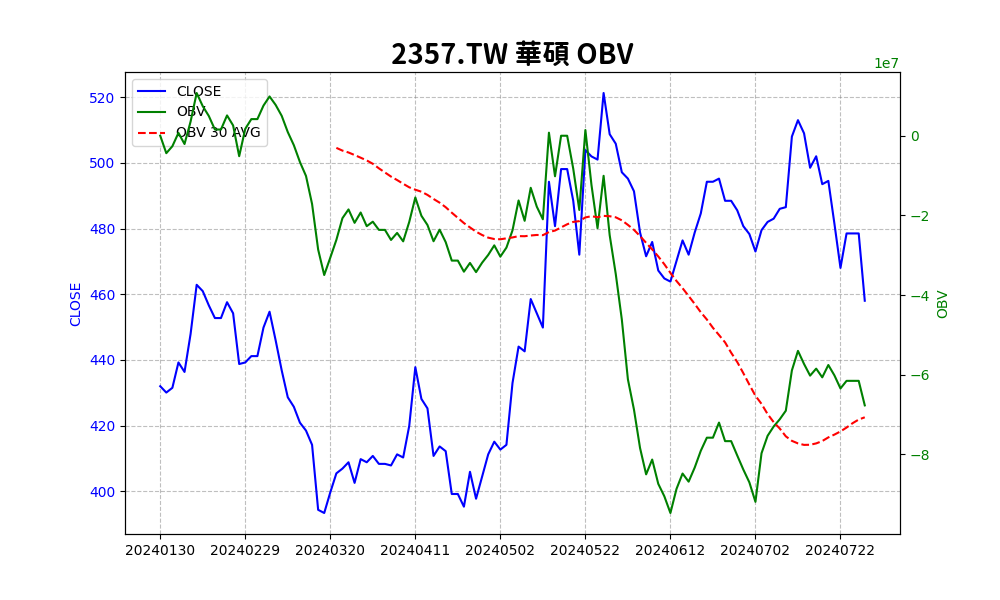 2357.TW 華碩 OBV
1e7
CLOSE
OBV
OBV 30 AVG
520
500
480
460
440
420
400
CLOSE
0
−2
−4
−6
−8
OBV
20240130 20240229 20240320 20240411 20240502 20240522 20240612 20240702 20240722